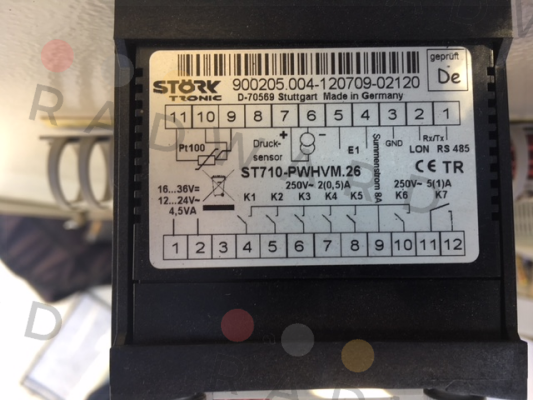 geprüft
De
STÖRK
TRONIC
900205.004-120709-02120
D-70569 Stuttgart Made in Germany
11 10 9 8 7 6 5 4 3 2 1
Pt100
Druck-
sensor
+ -
E1
Summenstrom 8A
GND
Rx/Tx
LON RS 485
ST710-PWHVM.26
CE TR
16...36V=
12...24V~
4,5VA
250V~ 2(0,5)A
250V~ 5(1)A
K1 K2 K3 K4 K5 K6 K7
1 2 3 4 5 6 7 8 9 10 11 12
RADWARD
RADWARD